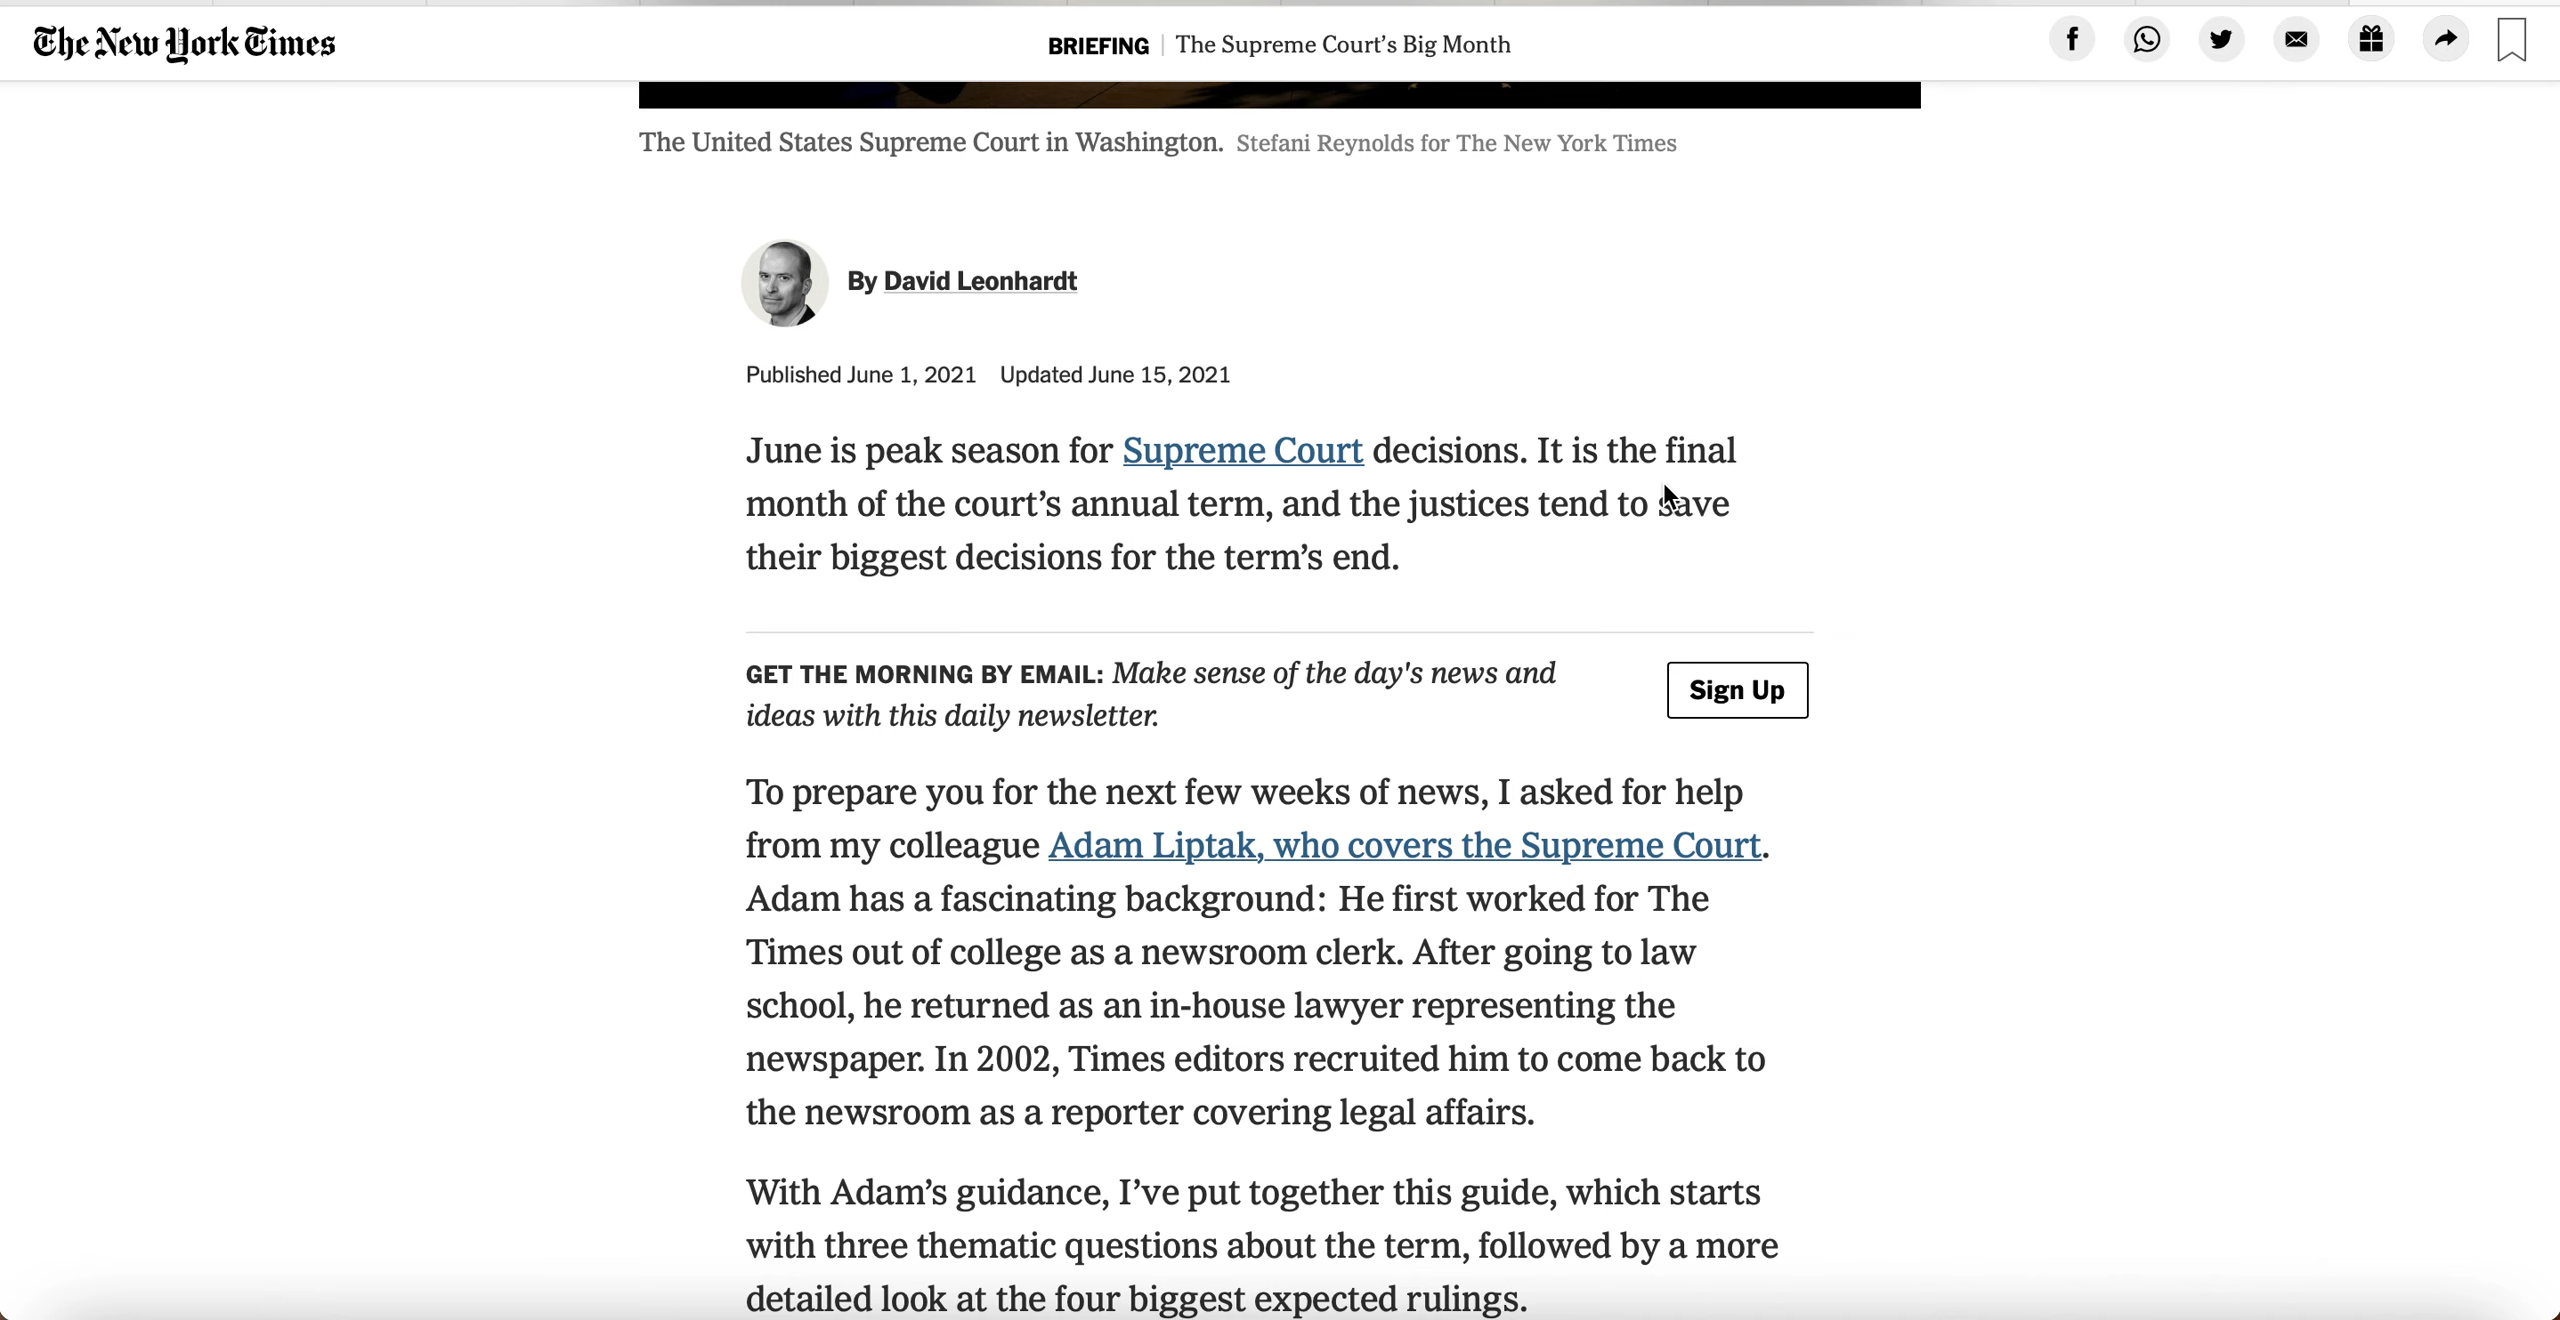 The New York Times
BRIEFING | The Supreme Court’s Big Month
The United States Supreme Court in Washington. Stefani Reynolds for The New York Times
By David Leonhardt
Published June 1, 2021 Updated June 15, 2021
June is peak season for Supreme Court decisions. It is the final
month of the court’s annual term, and the justices tend to save
their biggest decisions for the term’s end.
GET THE MORNING BY EMAIL: Make sense of the day's news and
ideas with this daily newsletter.
Sign Up
To prepare you for the next few weeks of news, I asked for help
from my colleague Adam Liptak, who covers the Supreme Court.
Adam has a fascinating background: He first worked for The
Times out of college as a newsroom clerk. After going to law
school, he returned as an in-house lawyer representing the
newspaper. In 2002, Times editors recruited him to come back to
the newsroom as a reporter covering legal affairs.
With Adam’s guidance, I’ve put together this guide, which starts
with three thematic questions about the term, followed by a more
detailed look at the four biggest expected rulings.